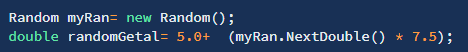 Random myRan= new Random();
double randomGetal= 5.0+  (myRan.NextDouble() * 7.5);